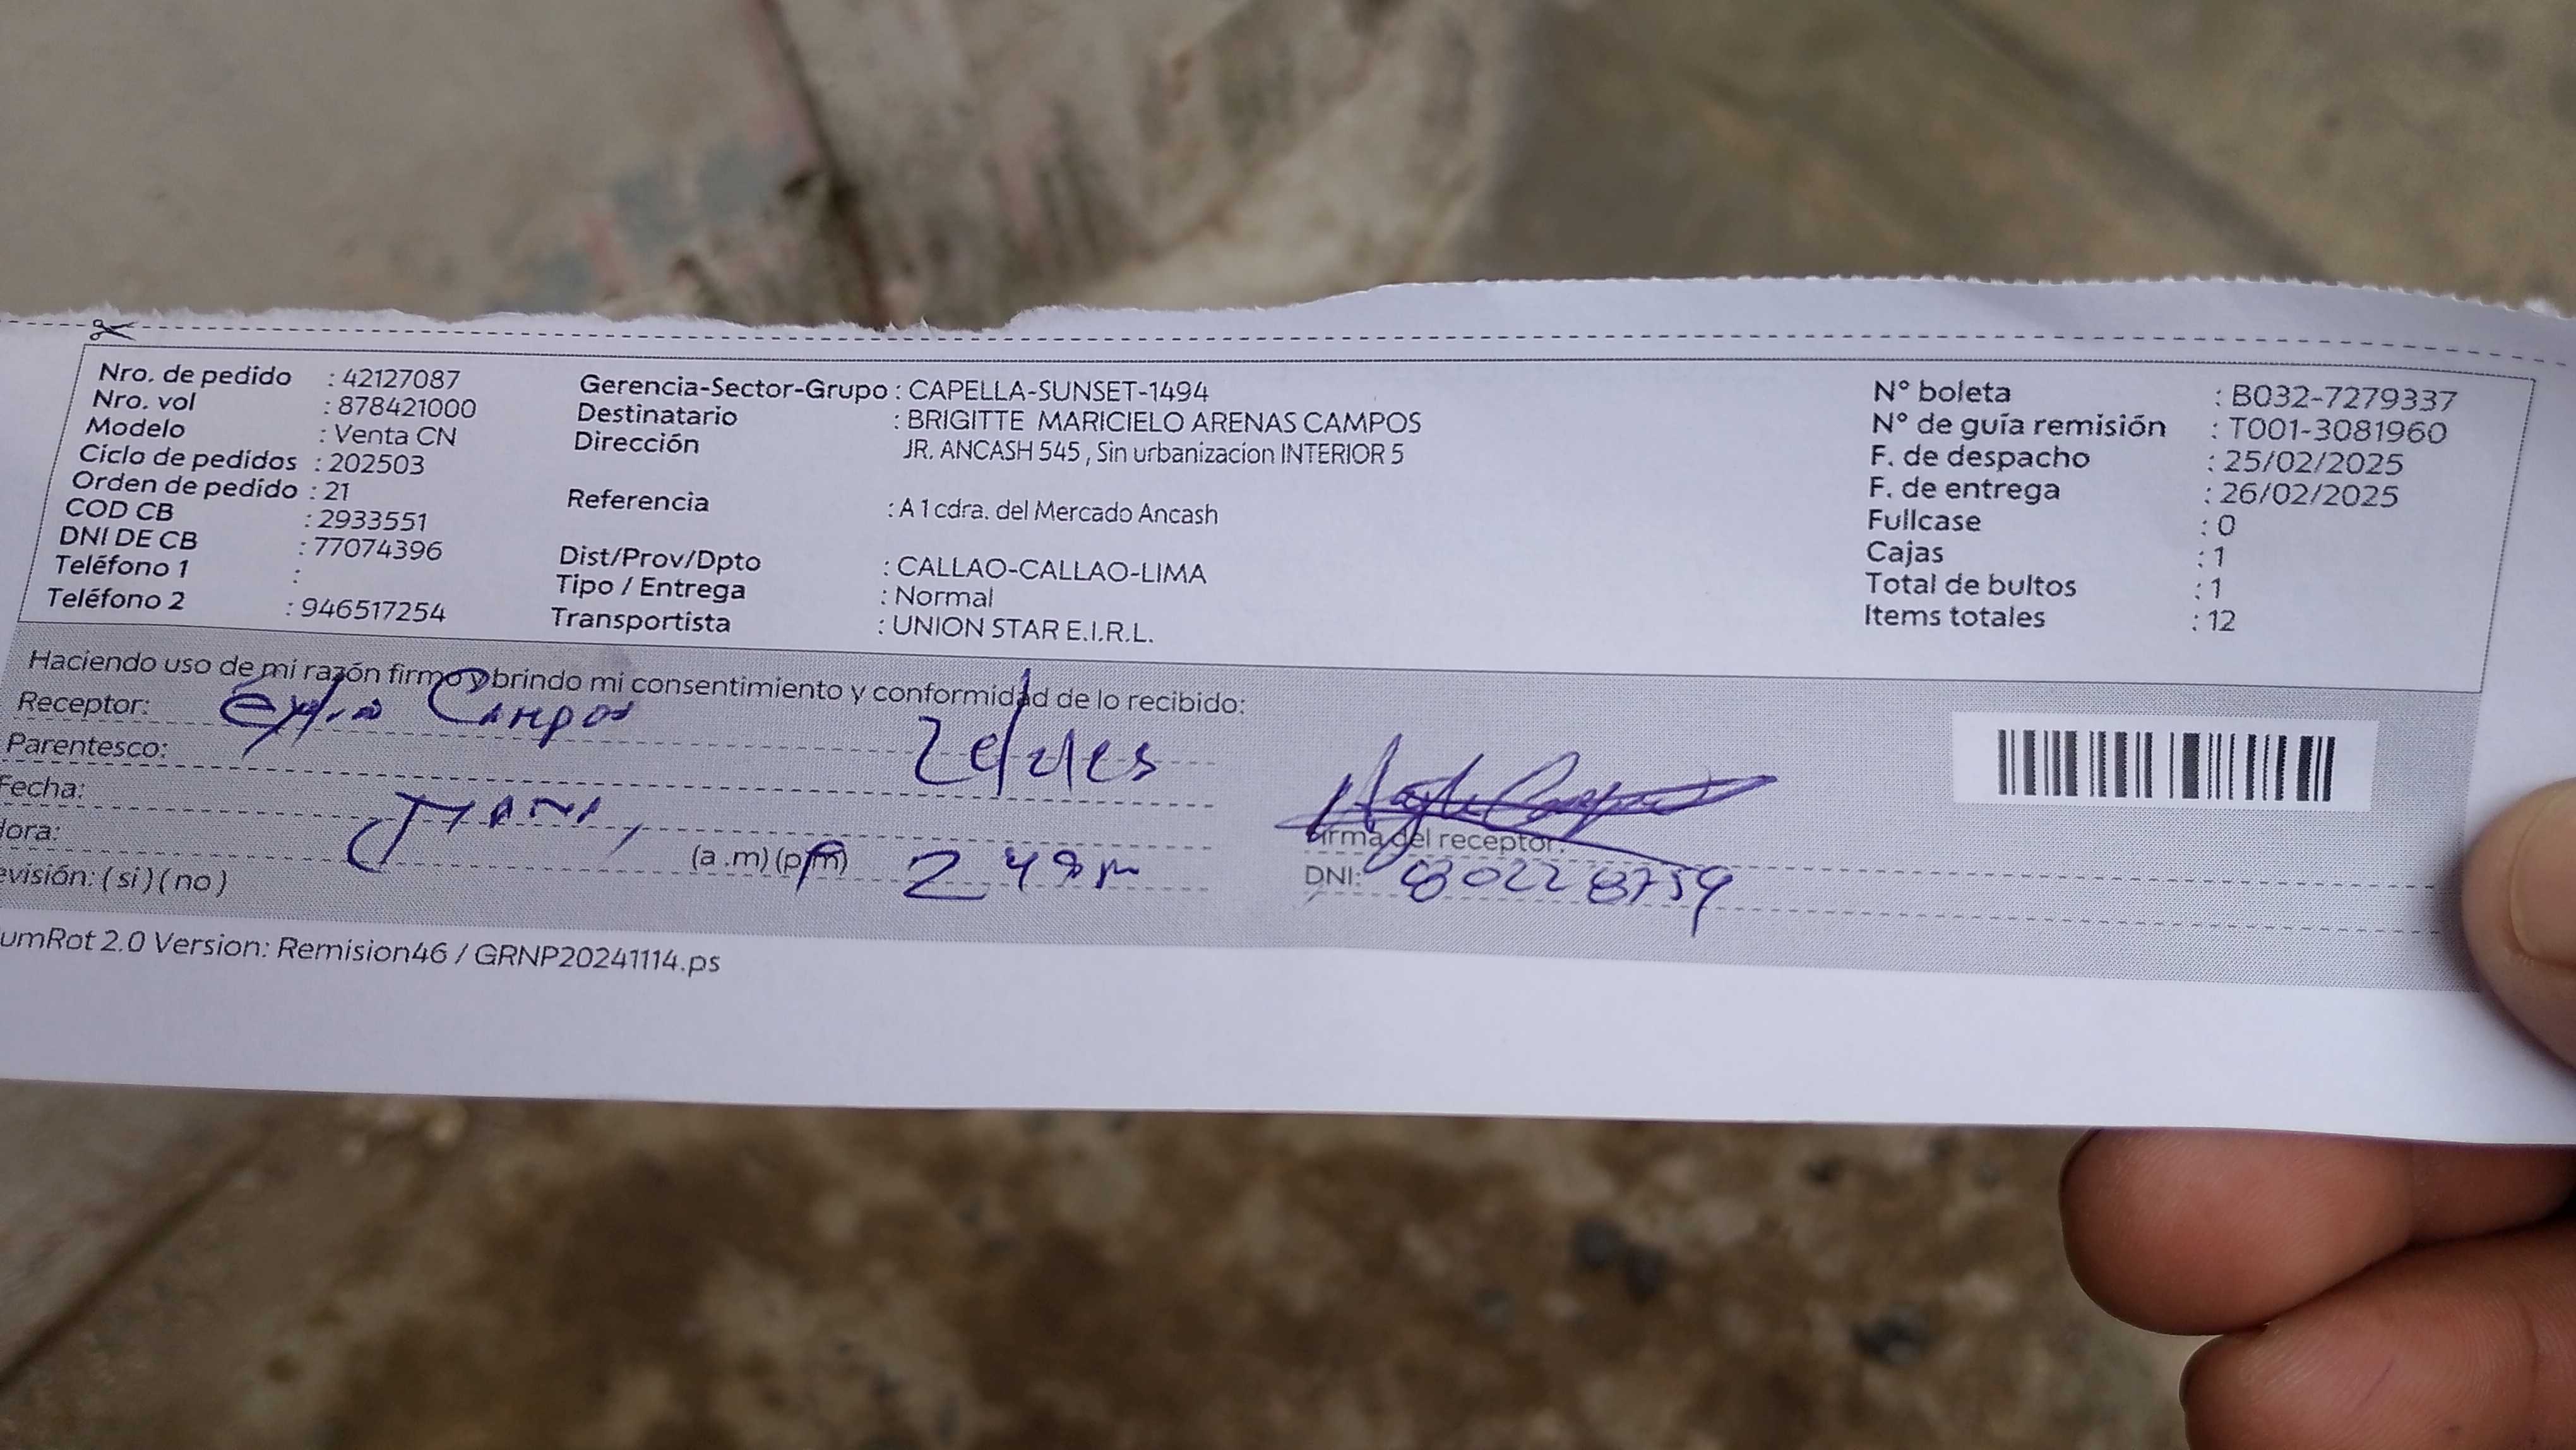 Nro. de pedido : 42127087
Nro. vol : 878421000
Modelo : Venta CN
Ciclo de pedidos : 202503
Orden de pedido : 21
COD CB : 2933551
DNI DE CB : 77074396
Teléfono 1 :
Teléfono 2 : 946517254
Gerencia-Sector-Grupo : CAPELLA-SUNSET-1494
Destinatario : BRIGITTE MARICIELO ARENAS CAMPOS
Dirección JR. ANCASH 545 , Sin urbanizacion INTERIOR 5
Referencia : A 1 cdra. del Mercado Ancash
Dist/Prov/Dpto : CALLAO-CALLAO-LIMA
Tipo / Entrega : Normal
Transportista : UNION STAR E.I.R.L.
N° boleta : B032-7279337
N° de guía remisión : T001-3081960
F. de despacho : 25/02/2025
F. de entrega : 26/02/2025
Fullcase : 0
Cajas : 1
Total de bultos : 1
Items totales : 12
Haciendo uso de mi razón firmo y brindo mi consentimiento y conformidad de lo recibido:
Receptor: Campos
Parentesco:
Fecha:
Hora: (a .m) (p.m)
evisión: ( si ) ( no )
Firma del receptor:
DNI: 80228759
umRot 2.0 Version: Remision46 / GRNP20241114.ps